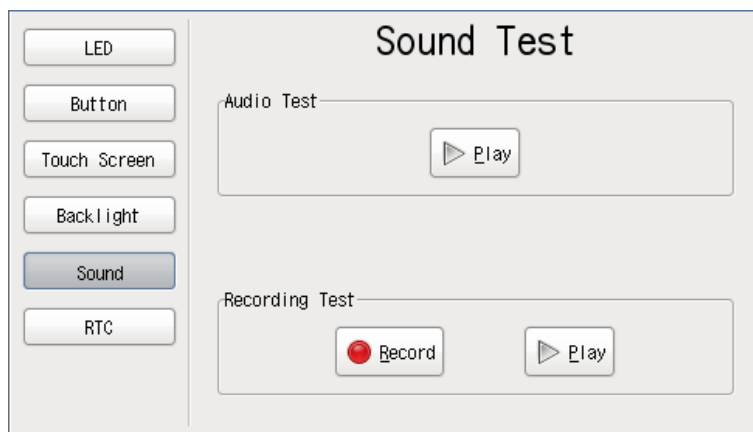 LED
Button
Touch Screen
Backlight
Sound
RTC
Sound Test
Audio Test
Play
Recording Test
Record Play